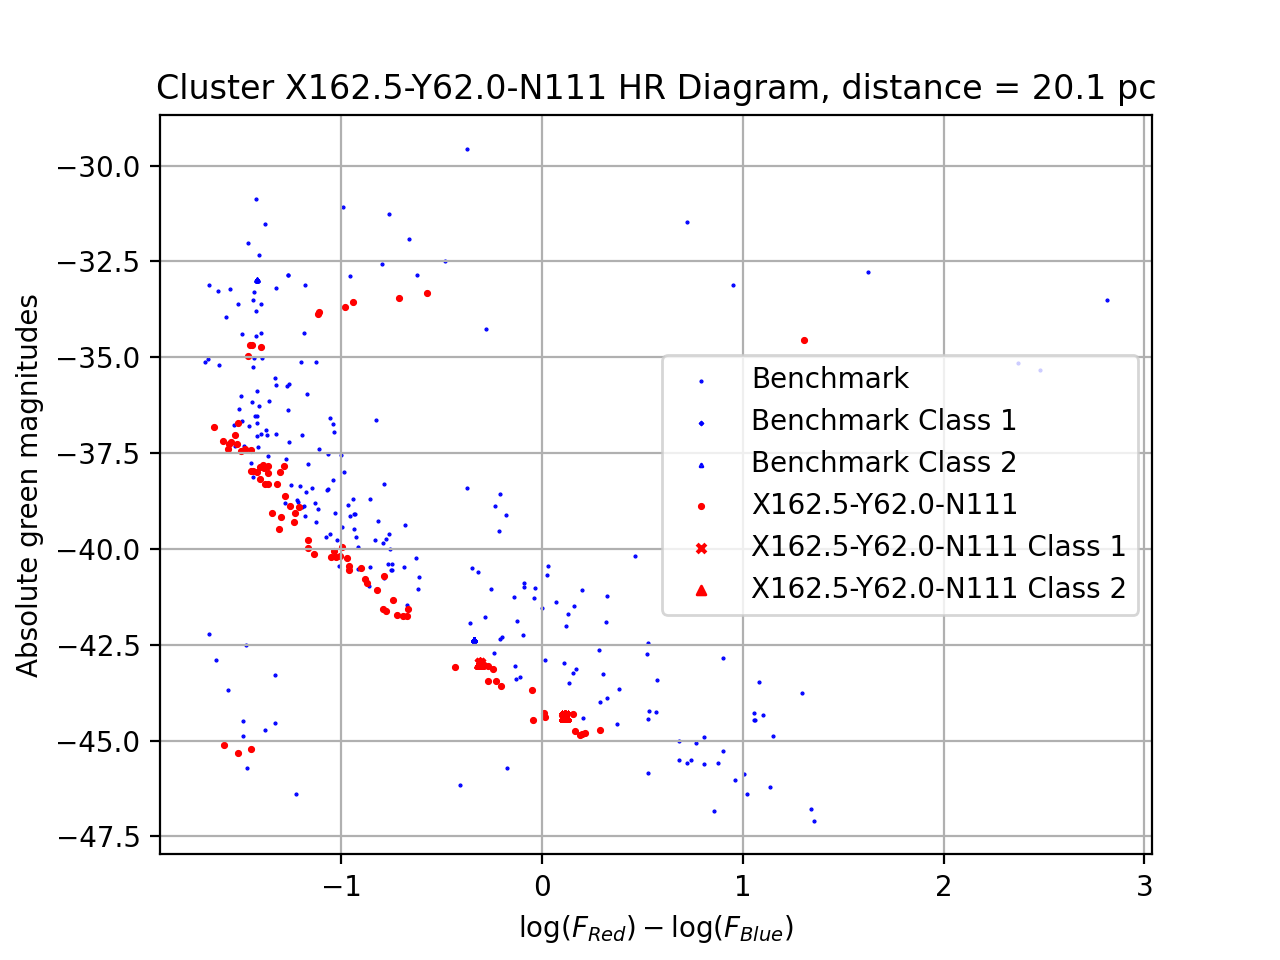 Cluster X162.5-Y62.0-N111 HR Diagram, distance = 20.1 pc
Absolute green magnitudes
−30.0
−32.5
−35.0
−37.5
−40.0
−42.5
−45.0
−47.5
Benchmark
Benchmark Class 1
Benchmark Class 2
X162.5-Y62.0-N111
X162.5-Y62.0-N111 Class 1
X162.5-Y62.0-N111 Class 2
−1 0 1 2 3
log(F_Red) − log(F_Blue)